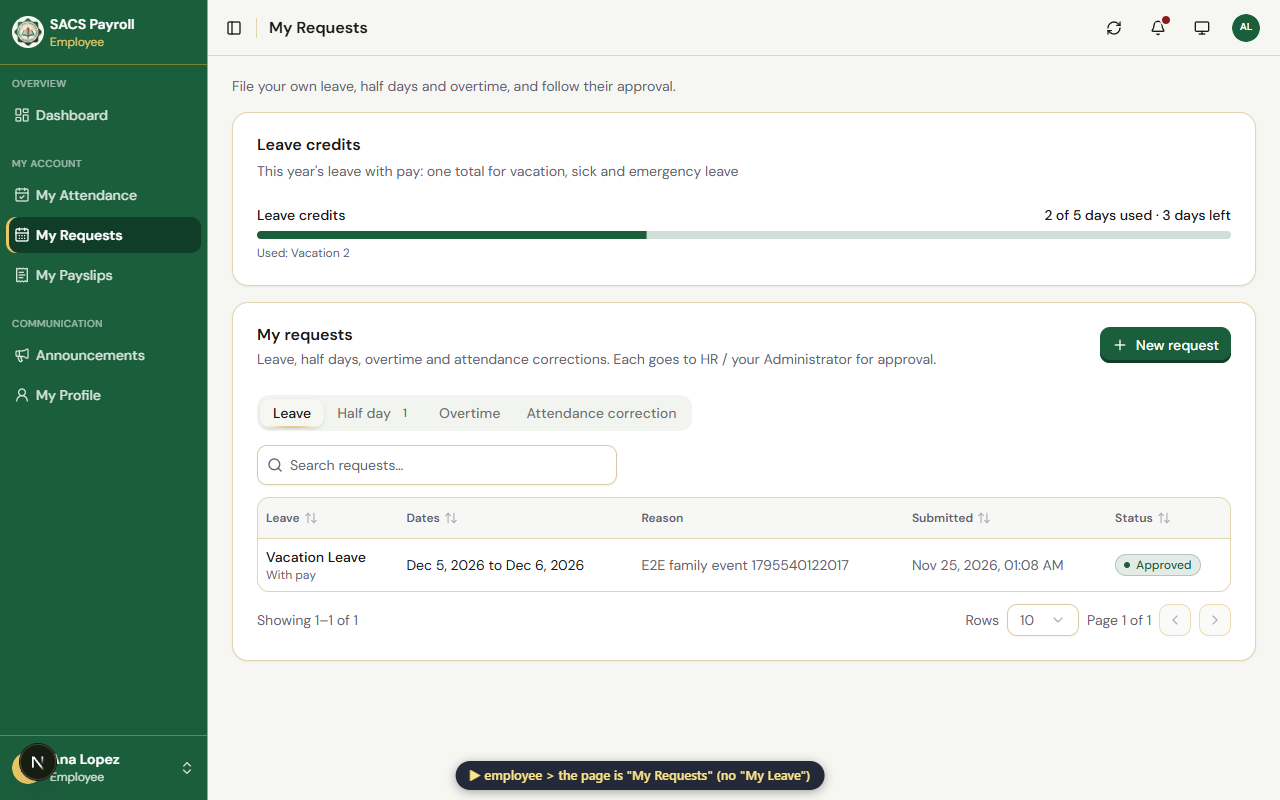 SACS Payroll
Employee
My Requests
AL
OVERVIEW
Dashboard
MY ACCOUNT
My Attendance
My Requests
My Payslips
COMMUNICATION
Announcements
My Profile
File your own leave, half days and overtime, and follow their approval.
Leave credits
This year's leave with pay: one total for vacation, sick and emergency leave
Leave credits
2 of 5 days used · 3 days left
Used: Vacation 2
My requests
Leave, half days, overtime and attendance corrections. Each goes to HR / your Administrator for approval.
+ New request
Leave Half day 1 Overtime Attendance correction
Search requests...
Leave Dates Reason Submitted Status
Vacation Leave
With pay
Dec 5, 2026 to Dec 6, 2026
E2E family event 1795540122017
Nov 25, 2026, 01:08 AM
Approved
Showing 1–1 of 1
Rows 10 Page 1 of 1
N
Ana Lopez
Employee
▶ employee > the page is "My Requests" (no "My Leave")